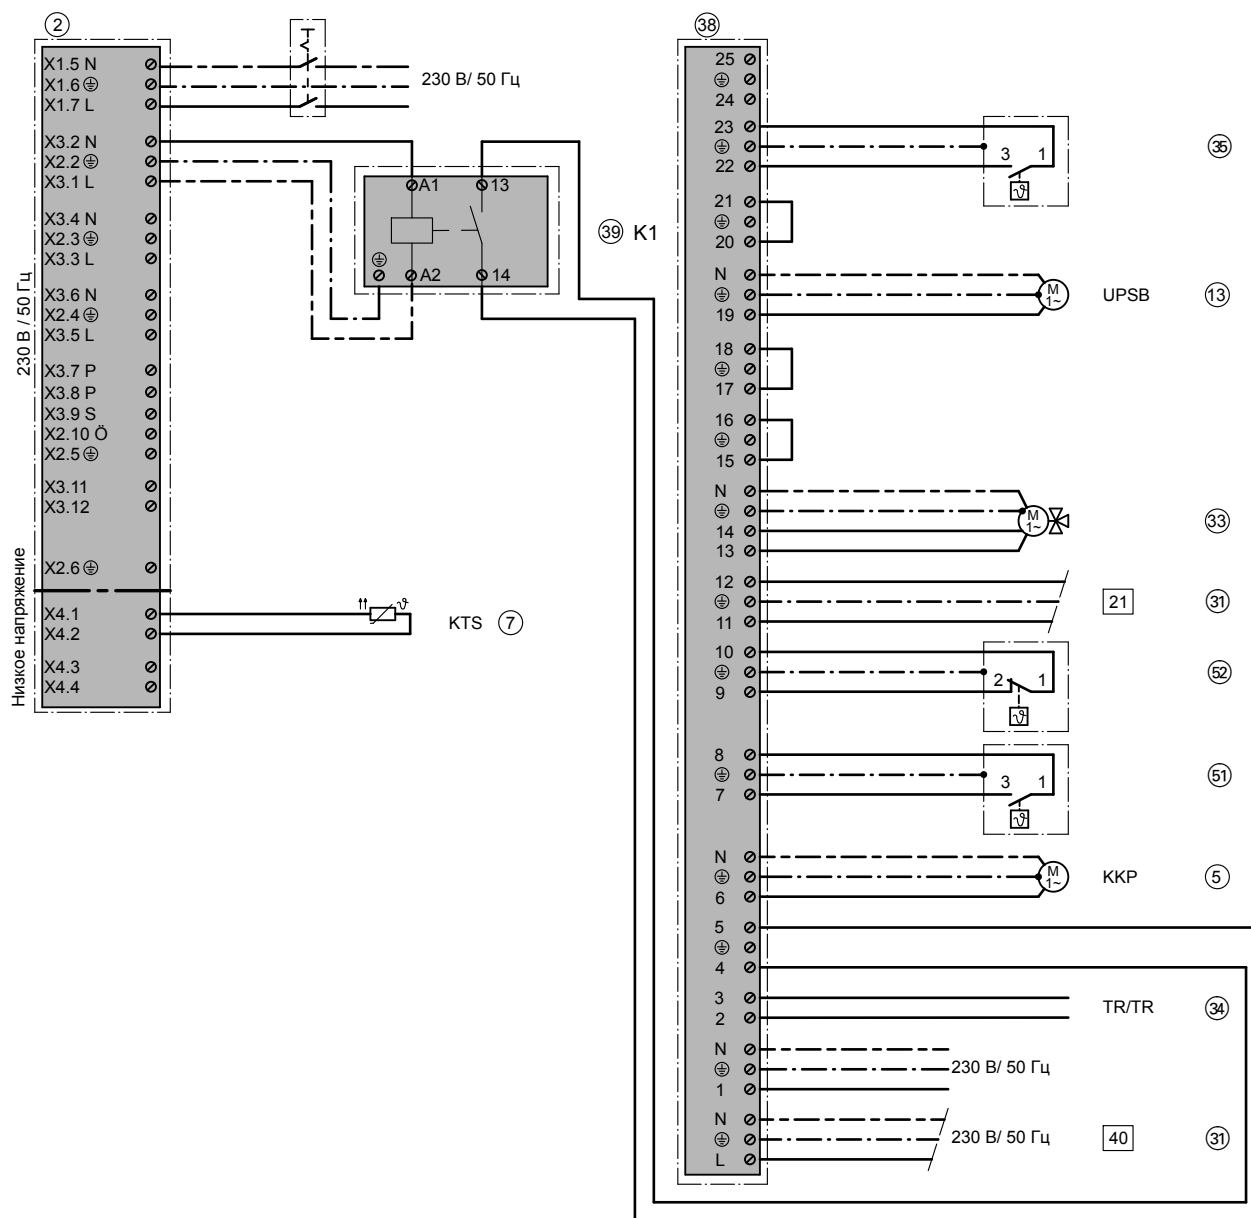 2
X1.5 N
X1.6
X1.7 L
230 В/ 50 Гц
X3.2 N
X2.2
X3.1 L
X3.4 N
X2.3
X3.3 L
X3.6 N
X2.4
X3.5 L
X3.7 P
X3.8 P
X3.9 S
X2.10 Ö
X2.5
X3.11
X3.12
X2.6
X4.1
X4.2
X4.3
X4.4
230 В / 50 Гц
Низкое напряжение
A1
13
A2
14
39 K1
ϑ
KTS 7
38
25
24
23
22
3 1
ϑ
35
21
20
N
19
M
1~
UPSB 13
18
17
16
15
N
14
13
M
1~
33
12
11
21 31
10
9
2 1
ϑ
52
8
7
3 1
ϑ
51
N
6
M
1~
KKP 5
5
4
3
2
TR/TR 34
N
1
230 В/ 50 Гц
N
L
230 В/ 50 Гц
40 31